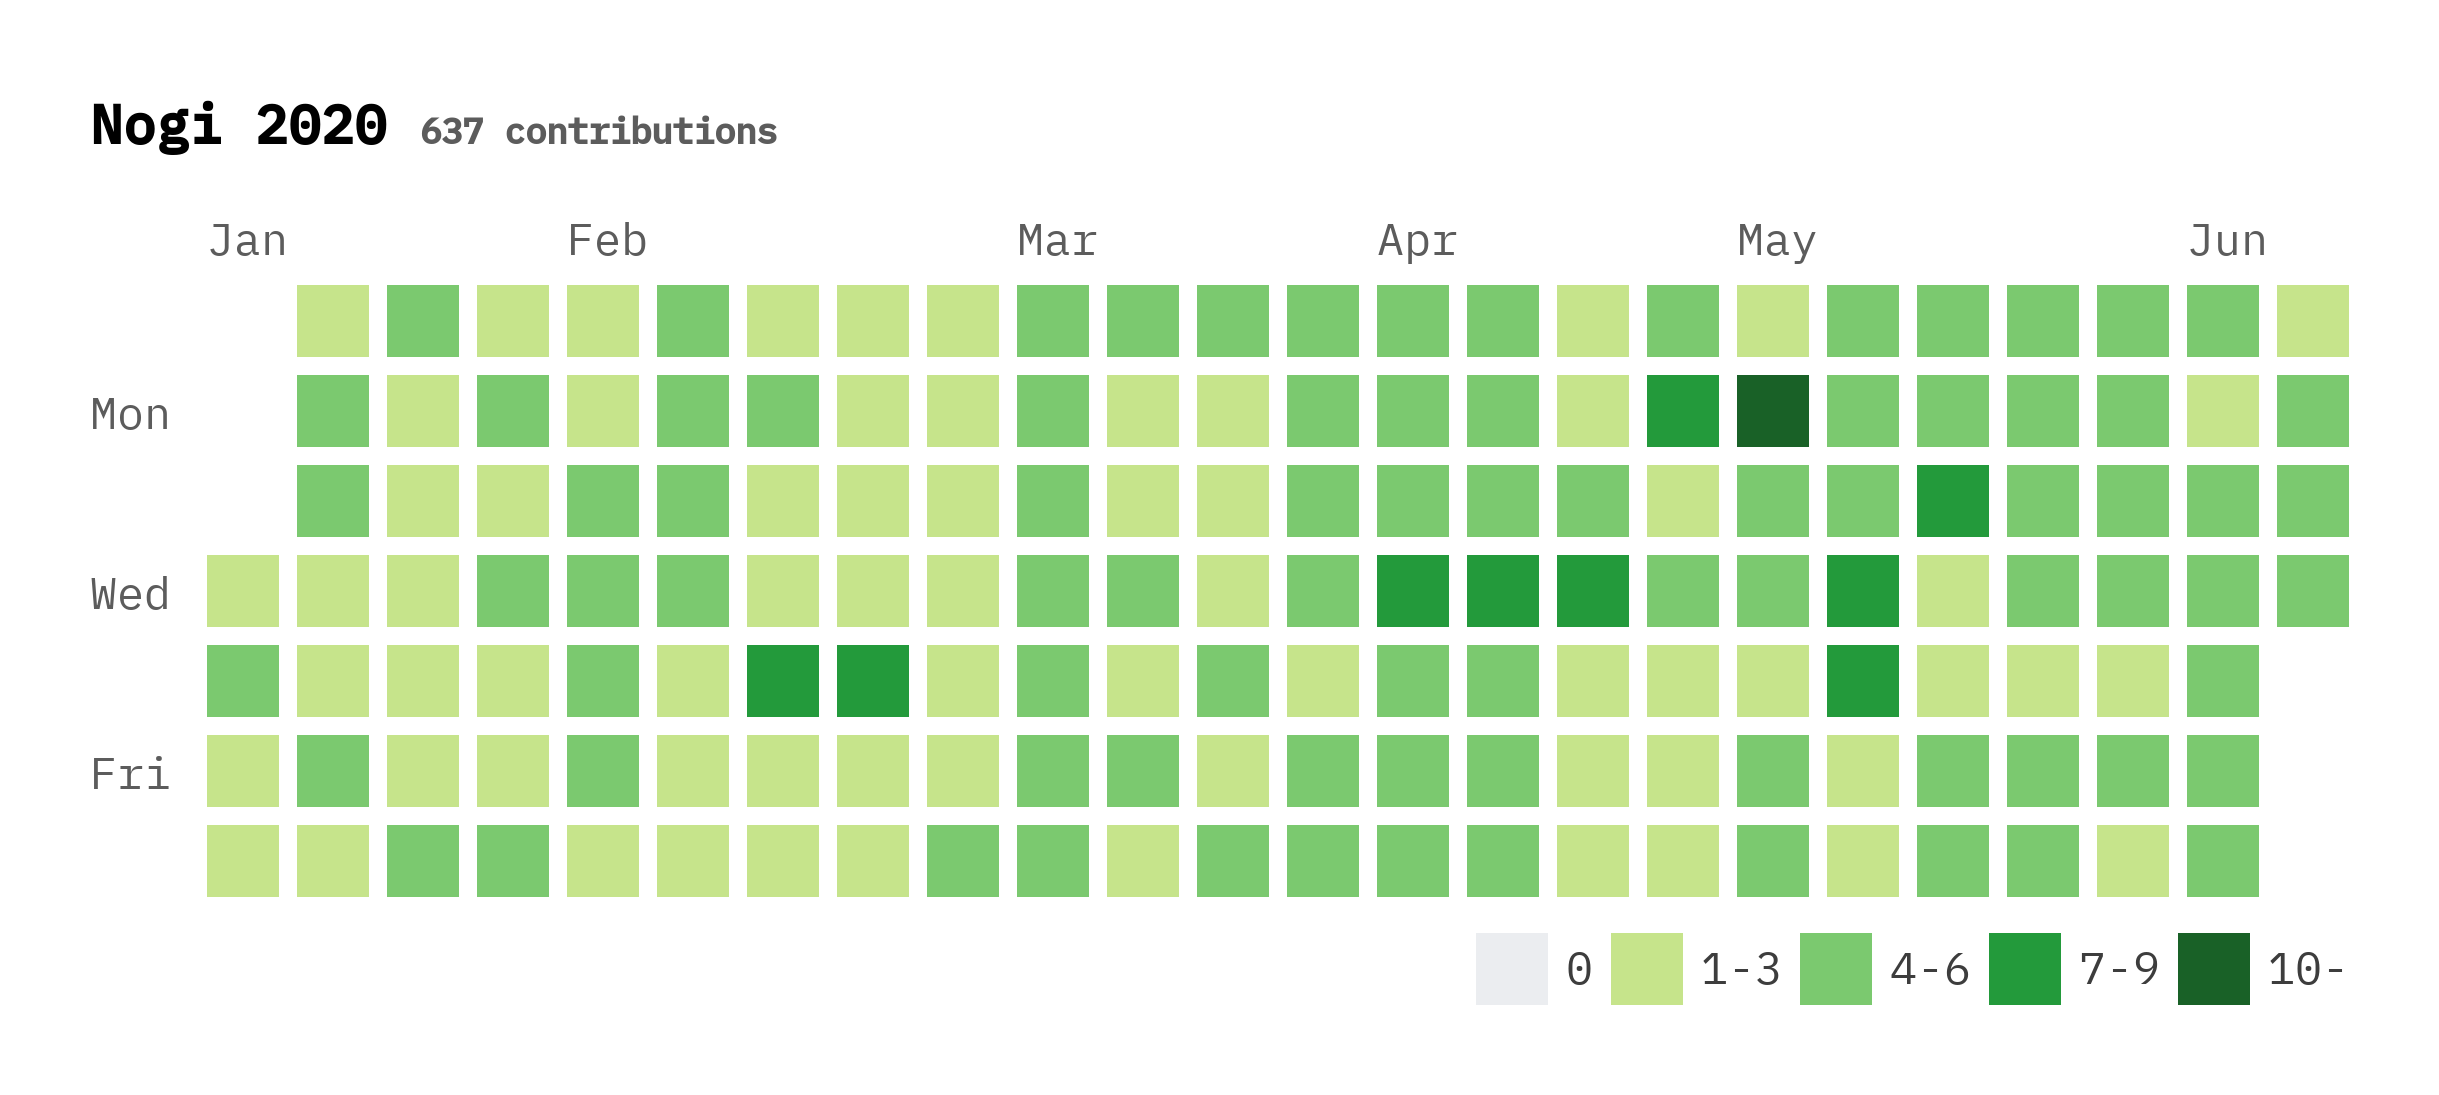 Nogi 2020 637 contributions
Jan Feb Mar Apr May Jun
Mon
Wed
Fri
0 1-3 4-6 7-9 10-